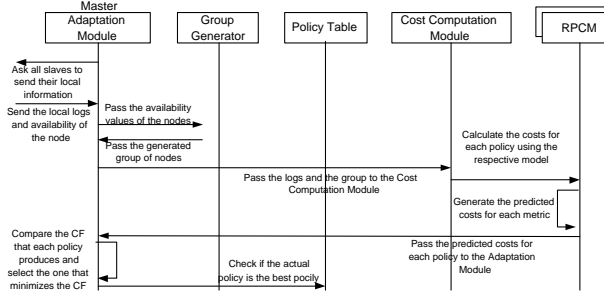 Master
Adaptation
Module
Group
Generator
Policy Table
Cost Computation
Module
RPCM
Ask all slaves to
send their local
information
Send the local logs
and availability of
the node
Pass the availability
values of the nodes
Pass the generated
group of nodes
Calculate the costs for
each policy using the
respective model
Pass the logs and the group to the Cost
Computation Module
Generate the predicted
costs for each metric
Compare the CF
that each policy
produces and
select the one that
minimizes the CF
Pass the predicted costs for
each policy to the Adaptation
Module
Check if the actual
policy is the best pocily